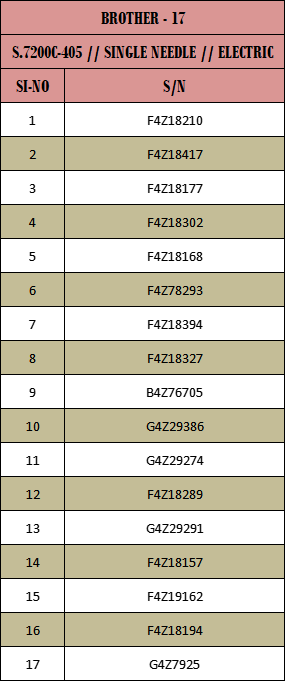 BROTHER - 17
S.7200C-405 // SINGLE NEEDLE // ELECTRIC
SI-NO S/N
1 F4Z18210
2 F4Z18417
3 F4Z18177
4 F4Z18302
5 F4Z18168
6 F4Z78293
7 F4Z18394
8 F4Z18327
9 B4Z76705
10 G4Z29386
11 G4Z29274
12 F4Z18289
13 G4Z29291
14 F4Z18157
15 F4Z19162
16 F4Z18194
17 G4Z7925